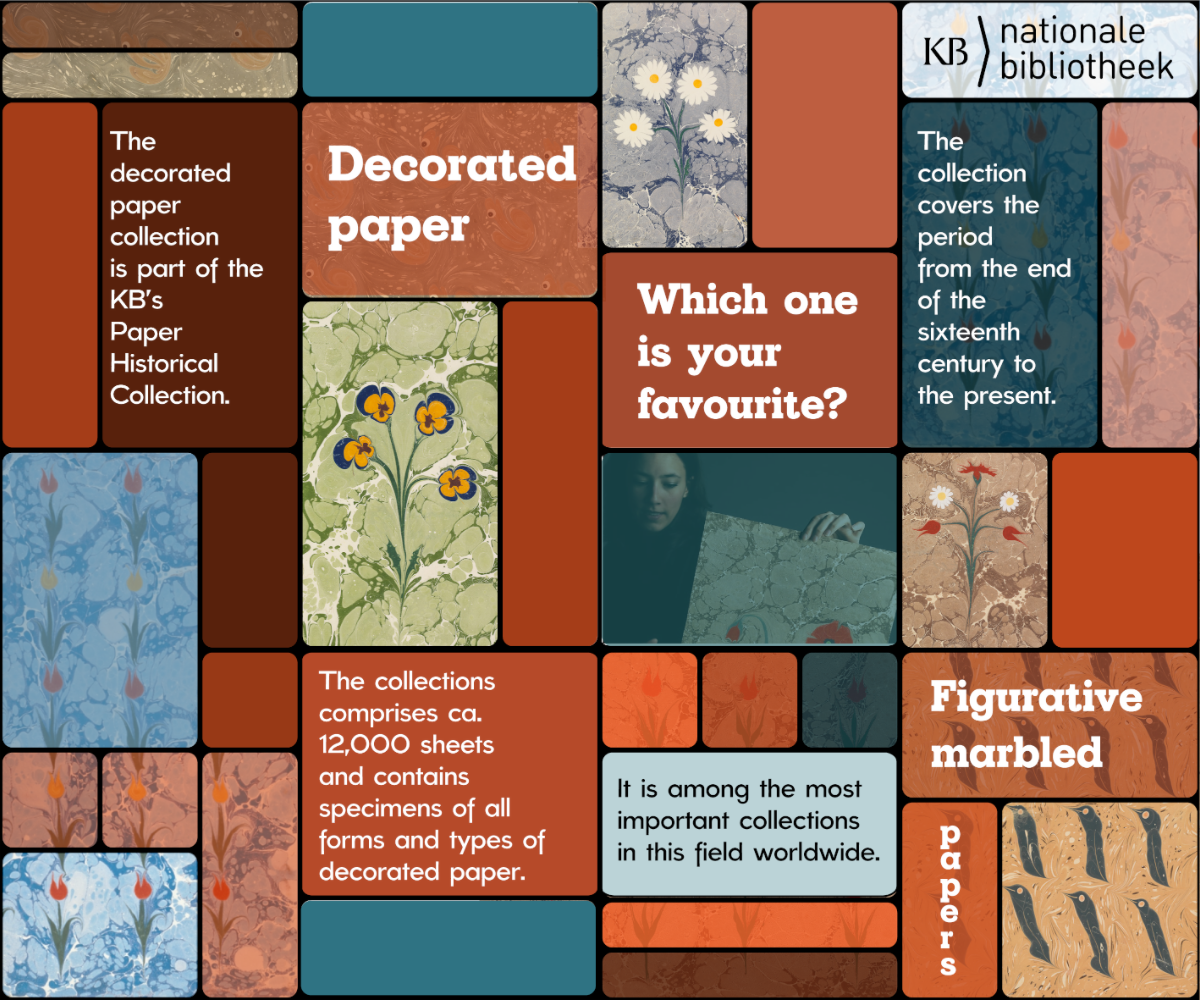 KB
nationale
bibliotheek
The
decorated
paper
collection
is part of the
KB's
Paper
Historical
Collection.
Decorated
paper
Which one
is your
favourite?
The
collection
covers the
period
from the end
of the
sixteenth
century to
the present.
The collections
comprises ca.
12,000 sheets
and contains
specimens of all
forms and types of
decorated paper.
It is among the most
important collections
in this field worldwide.
Figurative
marbled
papers